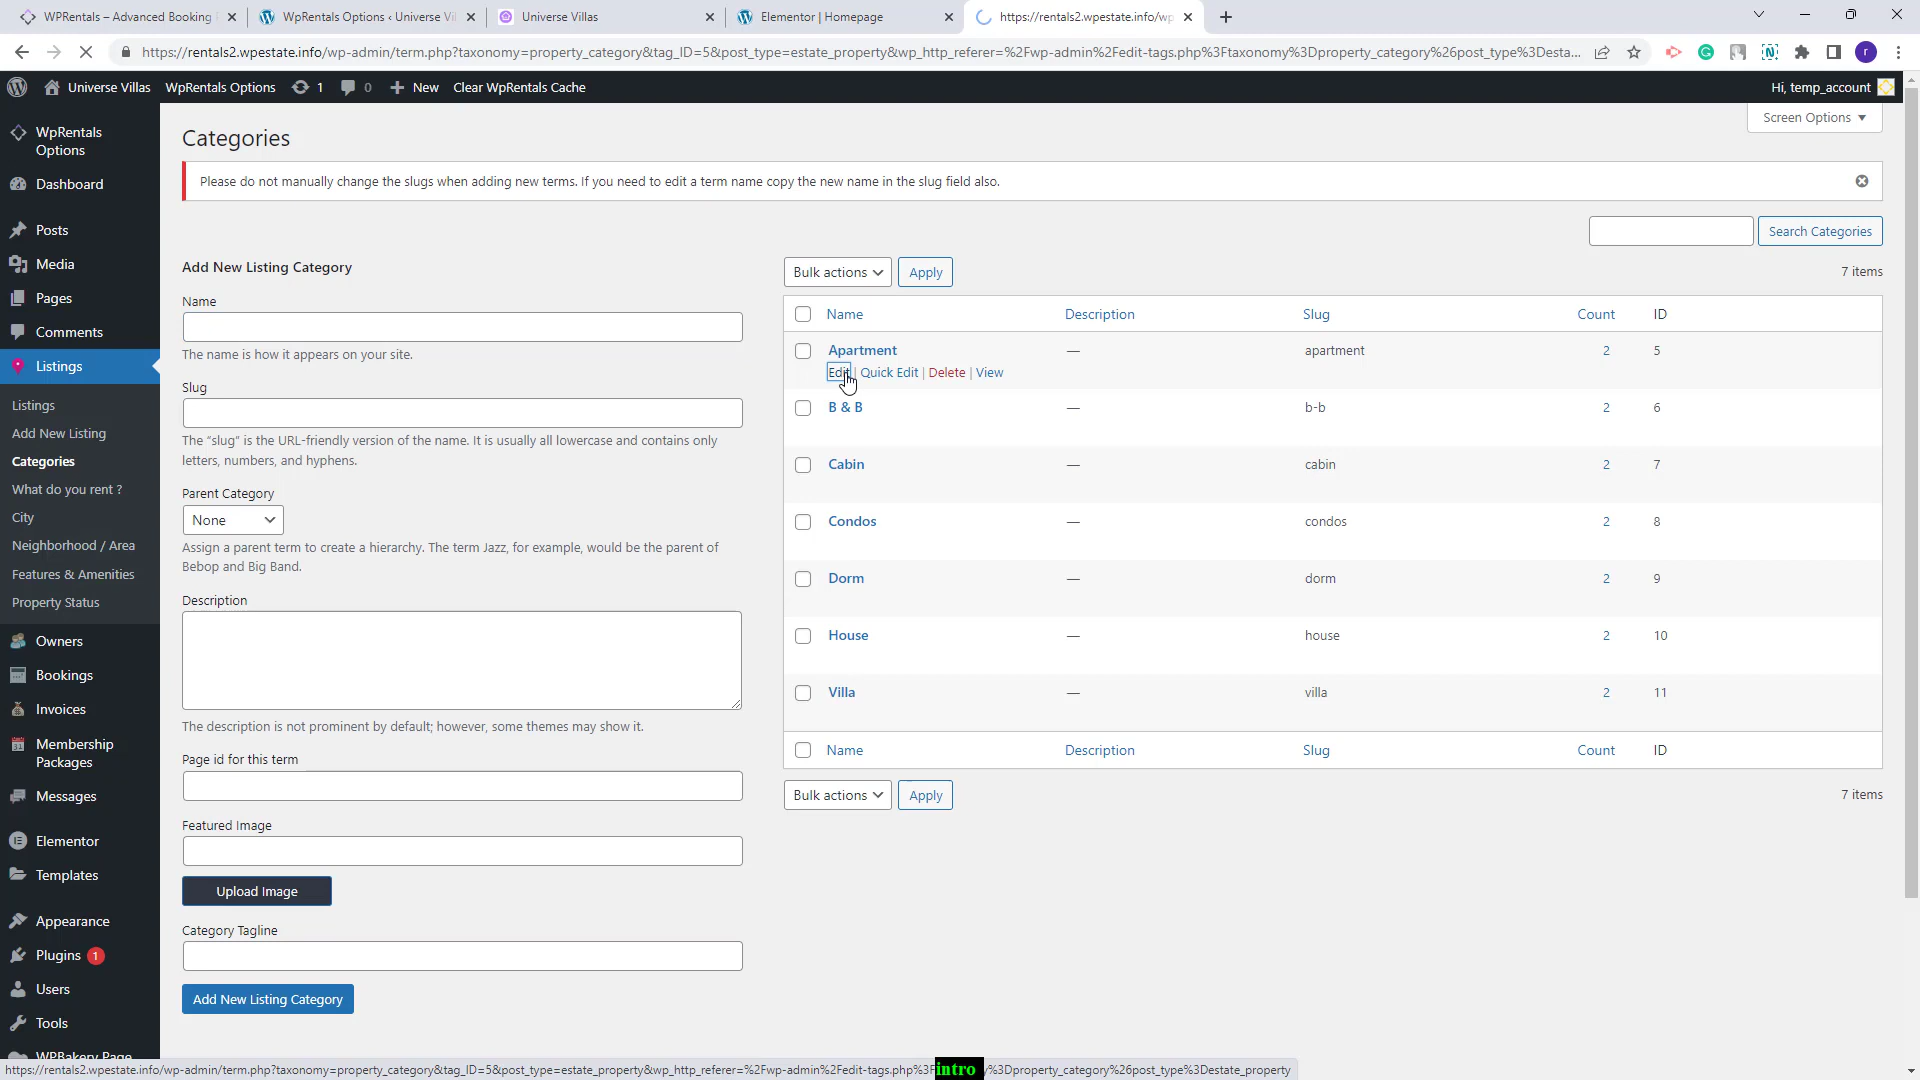 WPRentals – Advanced Booking
WpRentals Options ‹ Universe Vi
Universe Villas
Elementor | Homepage
https://rentals2.wpestate.info/wp
https://rentals2.wpestate.info/wp-admin/term.php?taxonomy=property_category&tag_ID=5&post_type=estate_property&wp_http_referer=%2Fwp-admin%2Fedit-tags.php%3Ftaxonomy%3Dproperty_category%26post_type%3Desta...
r
Universe Villas
WpRentals Options
1
0
New
Clear WpRentals Cache
Hi, temp_account
WpRentals
Options
Dashboard
Posts
Media
Pages
Comments
Listings
Listings
Add New Listing
Categories
What do you rent ?
City
Neighborhood / Area
Features & Amenities
Property Status
Owners
Bookings
Invoices
Membership
Packages
Messages
Elementor
Templates
Appearance
Plugins 1
Users
Tools
WPBakery Page
Screen Options
Categories
Please do not manually change the slugs when adding new terms. If you need to edit a term name copy the new name in the slug field also.
Search Categories
Add New Listing Category
Name
The name is how it appears on your site.
Slug
The “slug” is the URL-friendly version of the name. It is usually all lowercase and contains only
letters, numbers, and hyphens.
Parent Category
None
Assign a parent term to create a hierarchy. The term Jazz, for example, would be the parent of
Bebop and Big Band.
Description
The description is not prominent by default; however, some themes may show it.
Page id for this term
Featured Image
Upload Image
Category Tagline
Add New Listing Category
Bulk actions
Apply
7 items
Name Description Slug Count ID
Apartment — apartment 2 5
Edit | Quick Edit | Delete | View
B & B — b-b 2 6
Cabin — cabin 2 7
Condos — condos 2 8
Dorm — dorm 2 9
House — house 2 10
Villa — villa 2 11
Name Description Slug Count ID
Bulk actions
Apply
7 items
https://rentals2.wpestate.info/wp-admin/term.php?taxonomy=property_category&tag_ID=5&post_type=estate_property&wp_http_referer=%2Fwp-admin%2Fedit-tags.php%3F
intro
y%3Dproperty_category%26post_type%3Destate_property